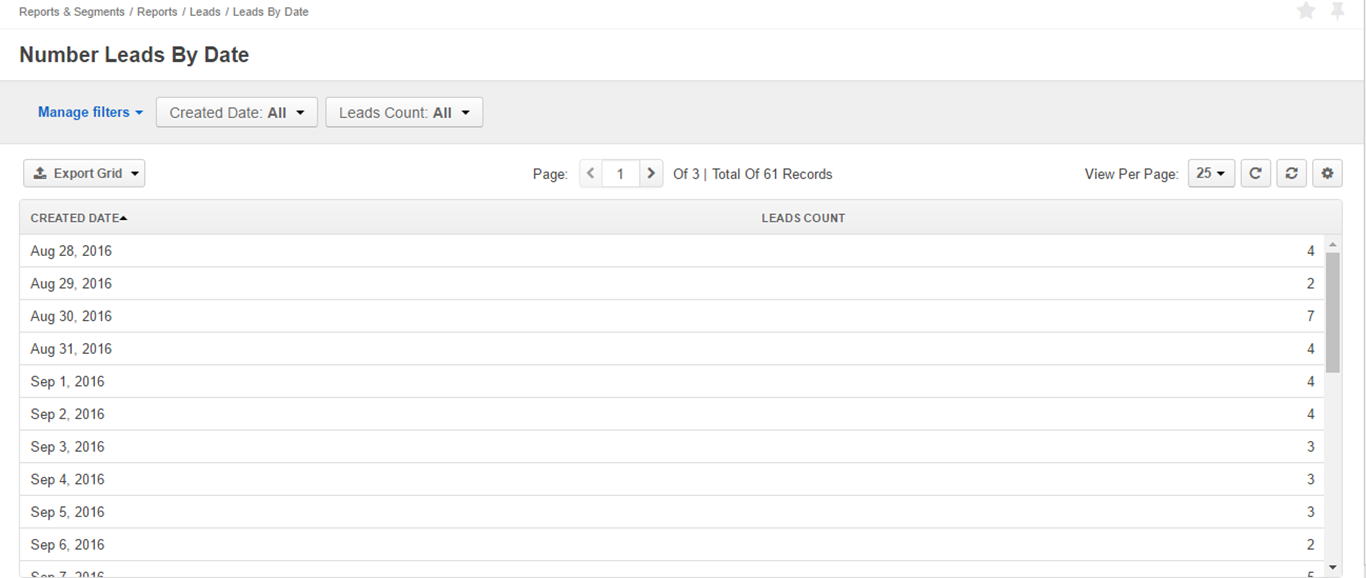 Reports & Segments / Reports / Leads / Leads By Date
Number Leads By Date
Manage filters Created Date: All Leads Count: All
Export Grid Page: 1 Of 3 | Total Of 61 Records View Per Page: 25
CREATED DATE LEADS COUNT
Aug 28, 2016 4
Aug 29, 2016 2
Aug 30, 2016 7
Aug 31, 2016 4
Sep 1, 2016 4
Sep 2, 2016 4
Sep 3, 2016 3
Sep 4, 2016 3
Sep 5, 2016 3
Sep 6, 2016 2
Sep 7, 2016 5